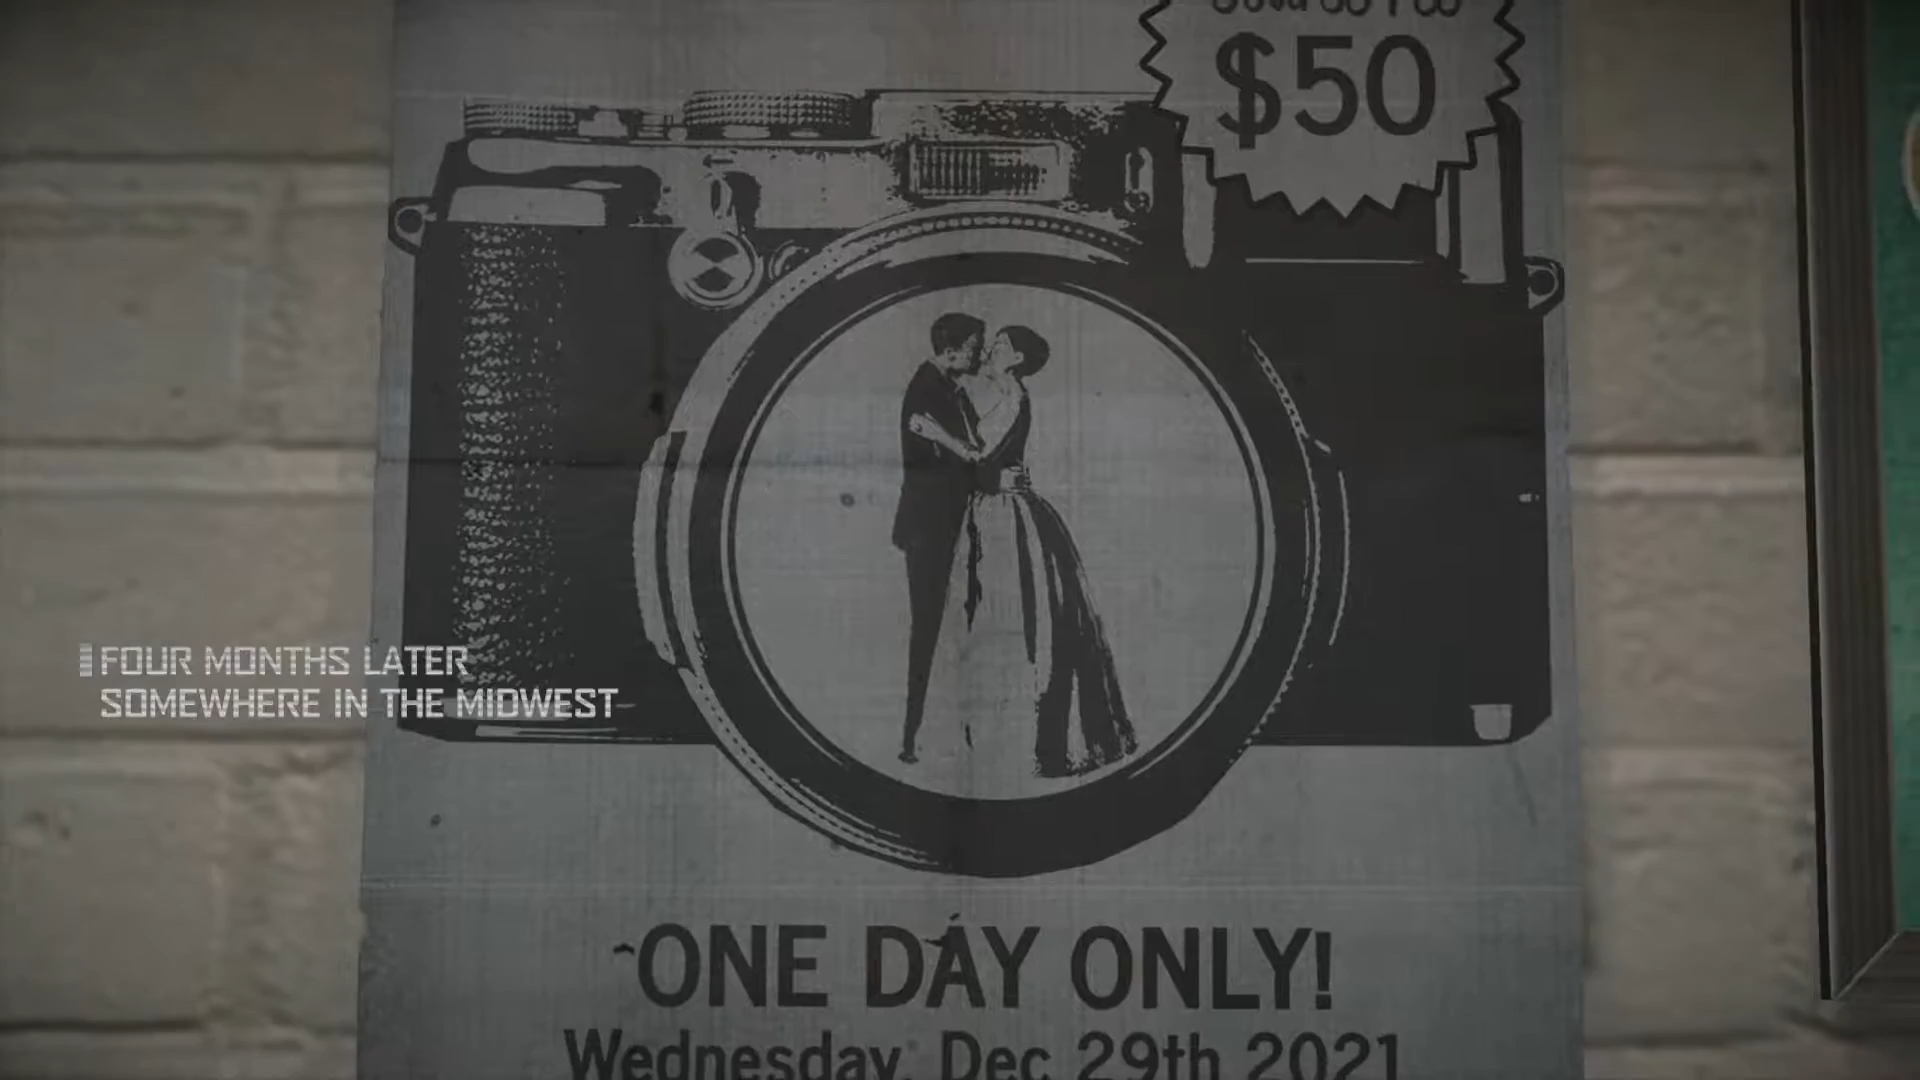 $50
FOUR MONTHS LATER
SOMEWHERE IN THE MIDWEST
ONE DAY ONLY!
Wednesday, Dec 29th 2021